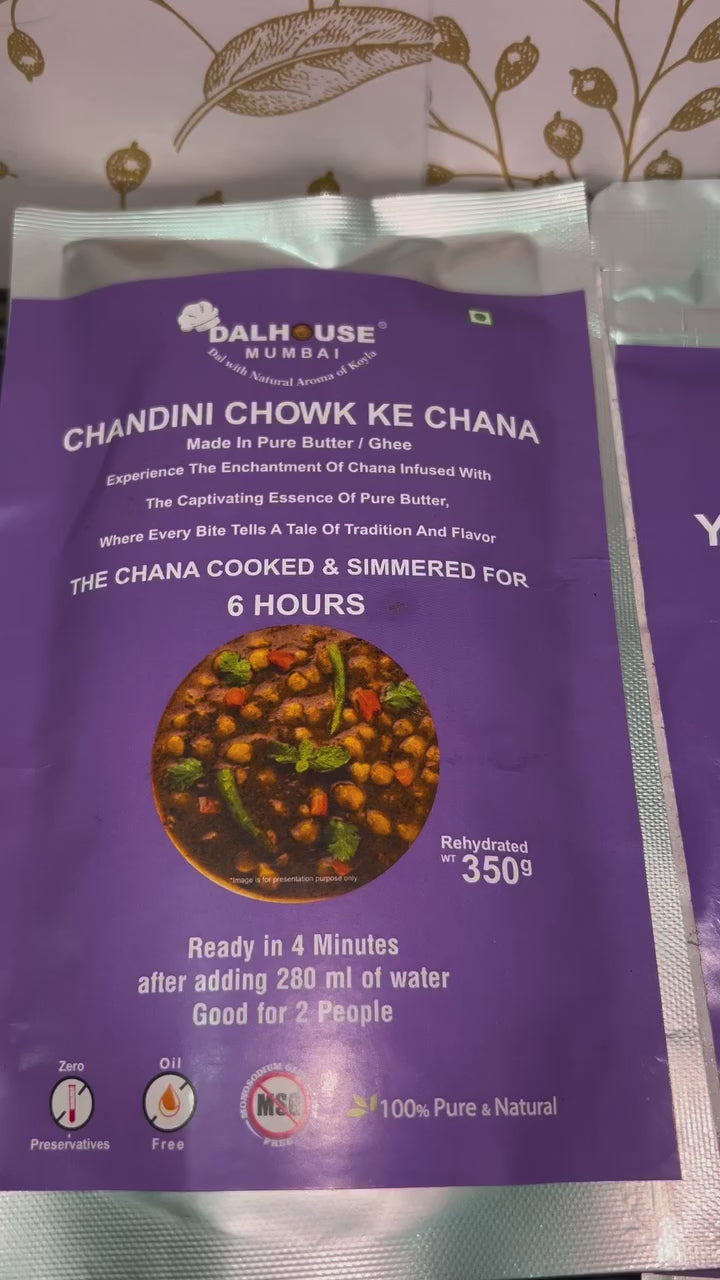 DALHOUSE®
MUMBAI
Dal with Natural Aroma of Koyla
CHANDINI CHOWK KE CHANA
Made In Pure Butter / Ghee
Experience The Enchantment Of Chana Infused With
The Captivating Essence Of Pure Butter,
Where Every Bite Tells A Tale Of Tradition And Flavor
THE CHANA COOKED & SIMMERED FOR
6 HOURS
*Image is for presentation purpose only
Rehydrated
WT 350g
Ready in 4 Minutes
after adding 280 ml of water
Good for 2 People
Zero
Preservatives
Oil
Free
MONOSODIUM
MSG
FREE
100% Pure & Natural
Y